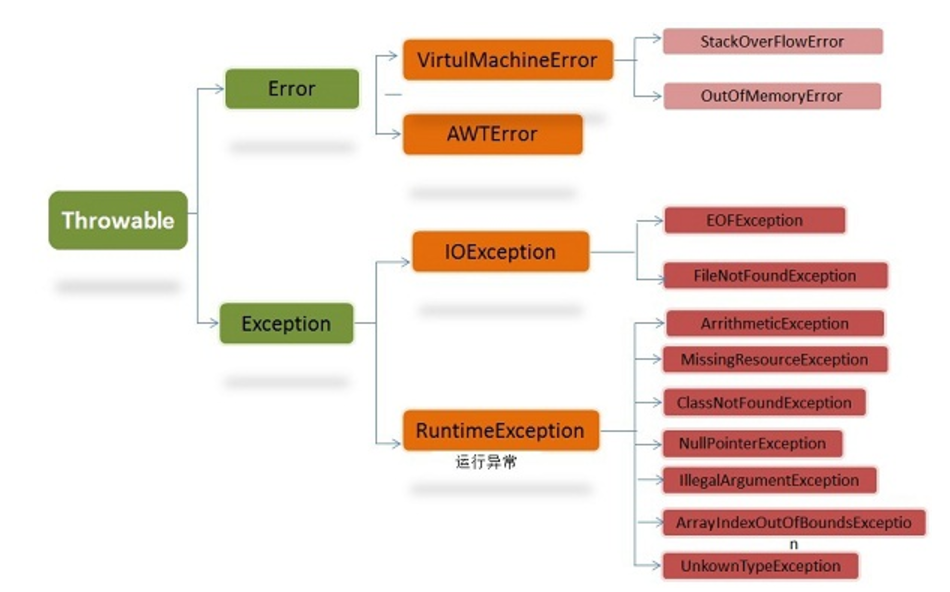 Throwable
Error
VirtulMachineError
StackOverFlowError
OutOfMemoryError
AWTError
Exception
IOException
EOFException
FileNotFoundException
RuntimeException
运行异常
ArrithmeticException
MissingResourceException
ClassNotFoundException
NullPointerException
IllegalArgumentException
ArrayIndexOutOfBoundsExceptio
n
UnkownTypeException